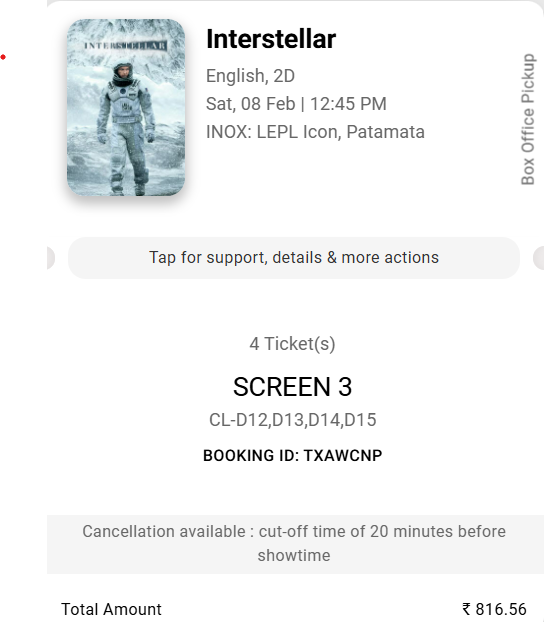 INTERSTELLAR
Interstellar
English, 2D
Sat, 08 Feb | 12:45 PM
INOX: LEPL Icon, Patamata
Box Office Pickup
Tap for support, details & more actions
4 Ticket(s)
SCREEN 3
CL-D12,D13,D14,D15
BOOKING ID: TXAWCNP
Cancellation available : cut-off time of 20 minutes before
showtime
Total Amount ₹ 816.56